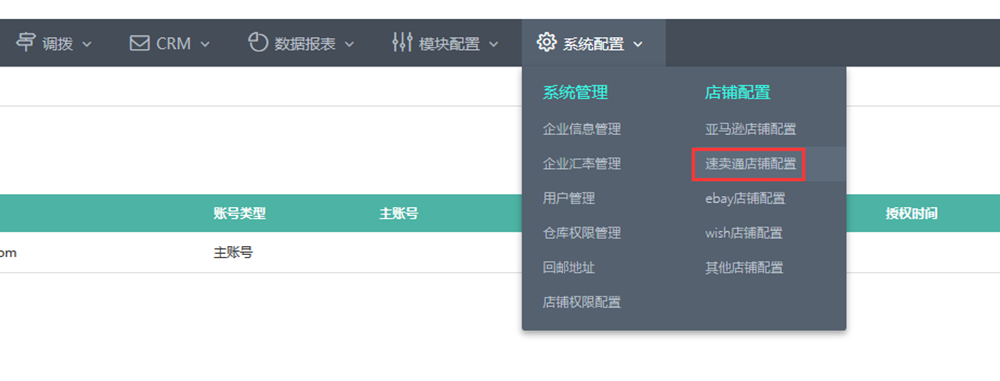 调拨 CRM 数据报表 模块配置 系统配置
系统管理 店铺配置
企业信息管理 亚马逊店铺配置
企业汇率管理 速卖通店铺配置
用户管理 ebay店铺配置
账号类型 主账号 授权时间
仓库权限管理 wish店铺配置
om 主账号
回邮地址 其他店铺配置
店铺权限配置